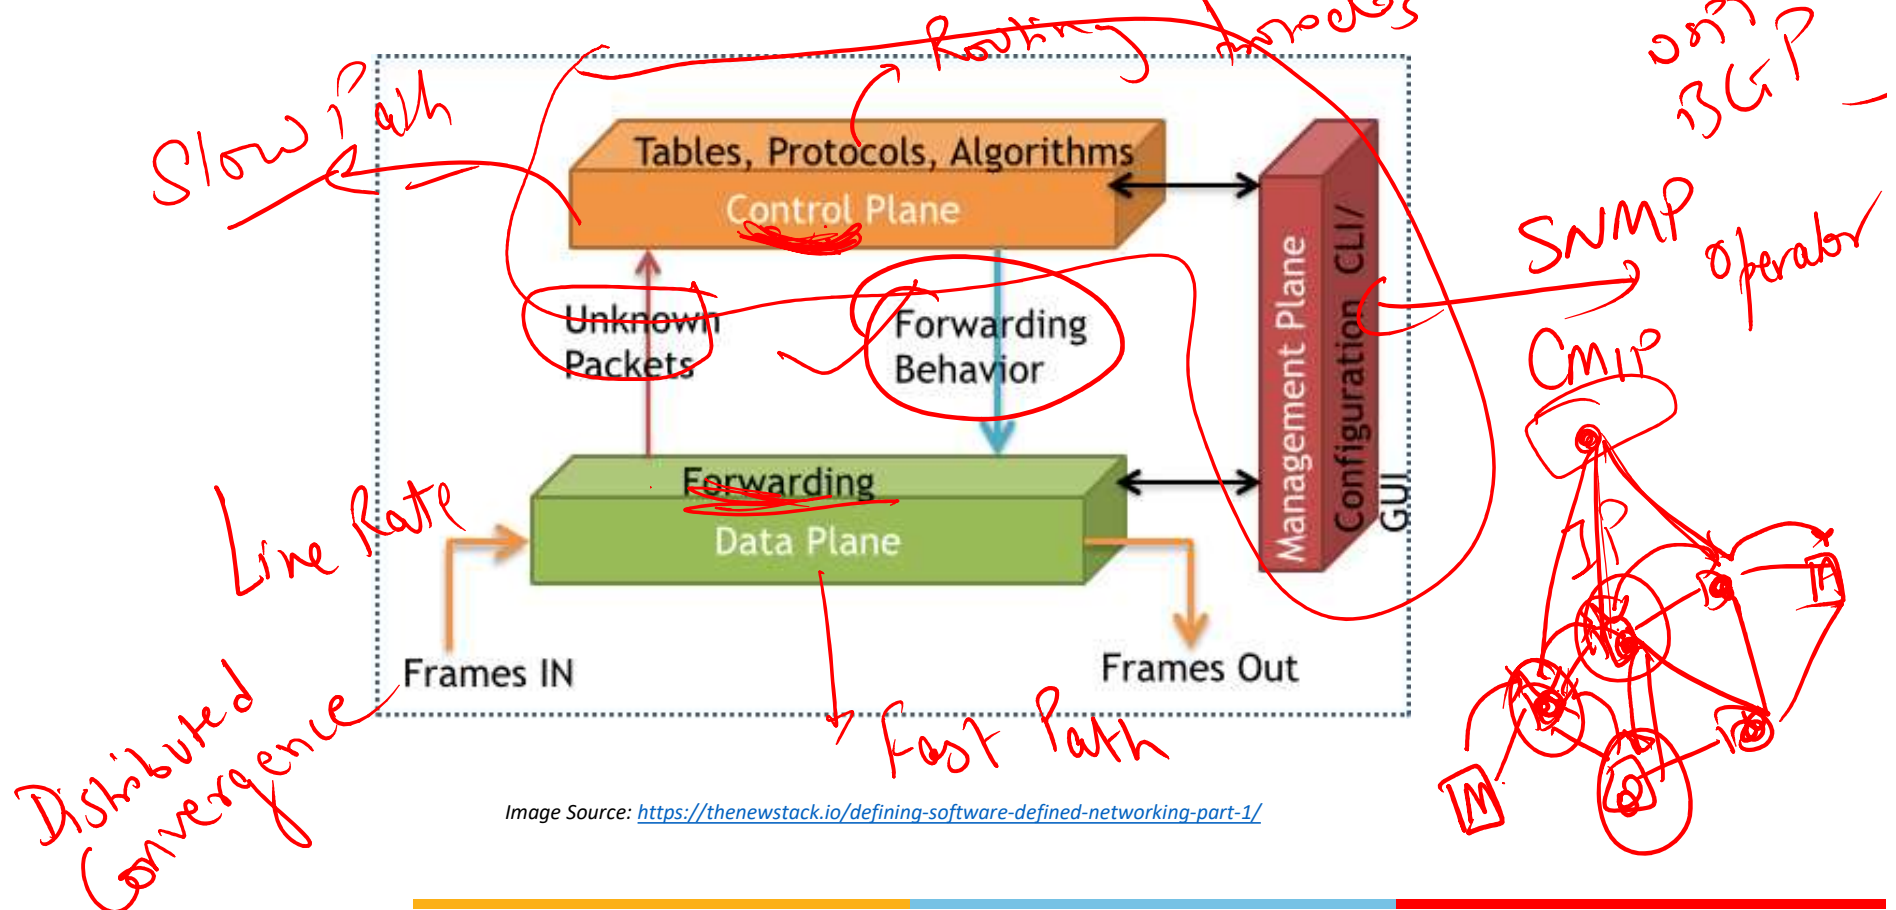 Routing
BGP
Slow Path
Tables, Protocols, Algorithms
Control Plane
SNMP
Operator
Unknown
Packets
Forwarding
Behavior
Management Plane
Configuration CLI/
GUI
CMIP
Line Rate
Forwarding
Data Plane
IP
Frames IN
Frames Out
Distributed
Convergence
Fast Path
Image Source: https://thenewstack.io/defining-software-defined-networking-part-1/